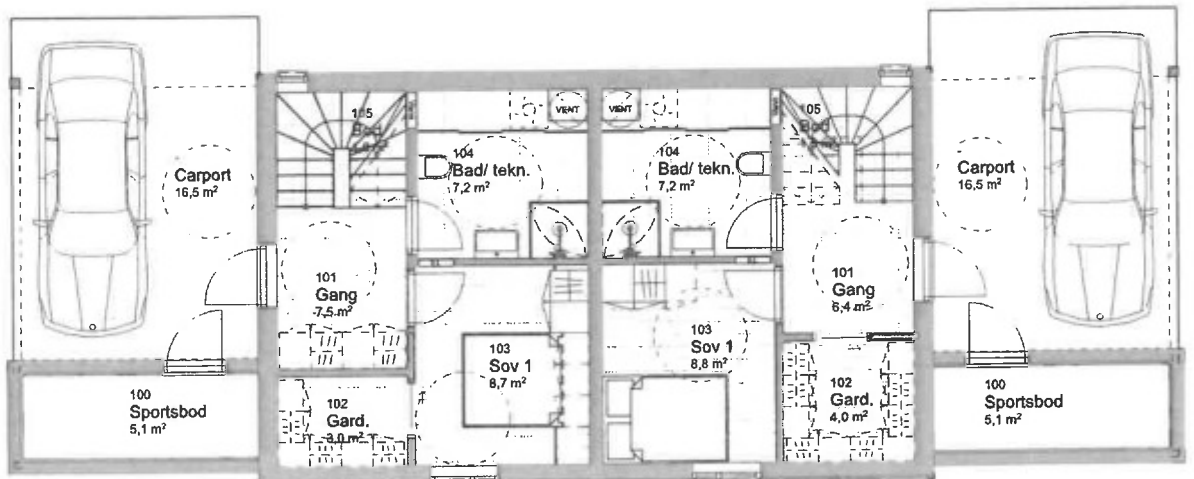 VENT
VENT
105
Bod
105
Bod
104
Bad/ tekn.
7,2 m²
104
Bad/ tekn.
7,2 m²
Carport
16,5 m²
Carport
16,5 m²
101
Gang
7,5 m²
101
Gang
6,4 m²
103
Sov 1
8,7 m²
103
Sov 1
8,8 m²
100
Sportsbod
5,1 m²
102
Gard.
3,0 m²
102
Gard.
4,0 m²
100
Sportsbod
5,1 m²